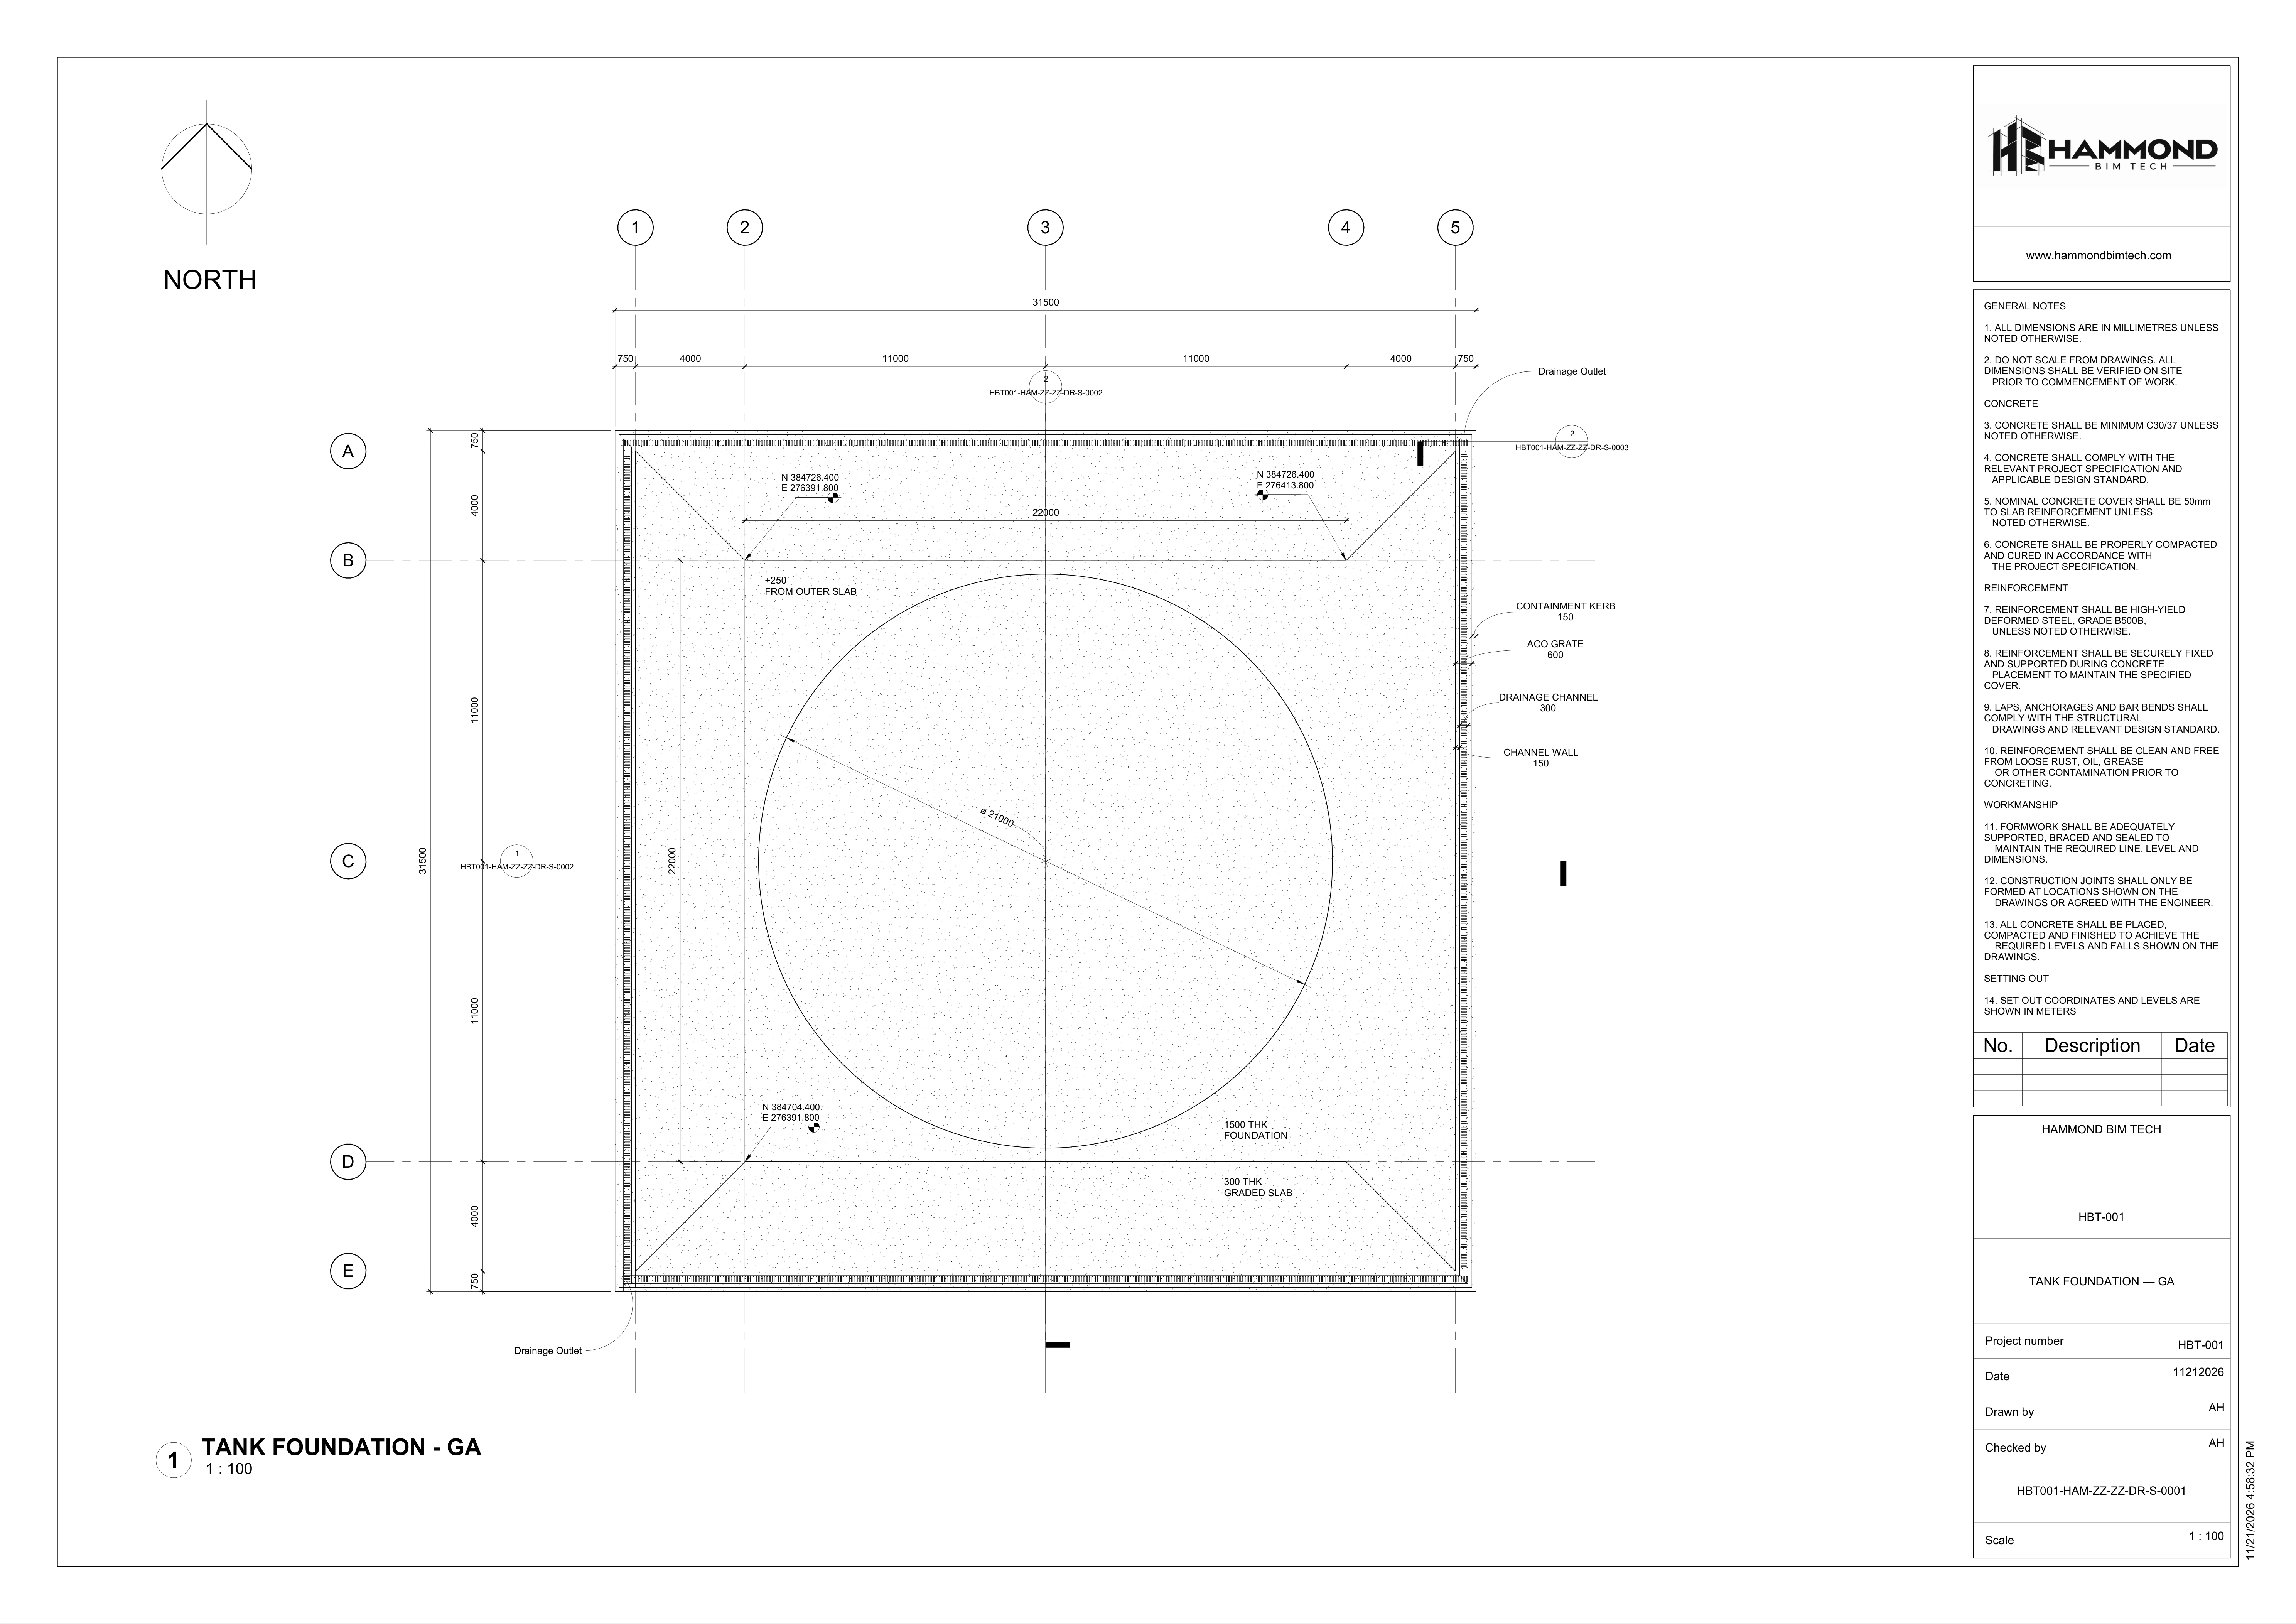 NORTH
1
2
3
4
5
31500
750
4000
11000
11000
4000
750
2
HBT001-HAM-ZZ-ZZ-DR-S-0002
Drainage Outlet
2
HBT001-HAM-ZZ-ZZ-DR-S-0003
A
B
C
D
E
750
4000
11000
11000
4000
750
31500
N 384726.400
E 276391.800
N 384726.400
E 276413.800
22000
+250
FROM OUTER SLAB
CONTAINMENT KERB
150
ACO GRATE
600
DRAINAGE CHANNEL
300
CHANNEL WALL
150
ø 21000
22000
1
HBT001-HAM-ZZ-ZZ-DR-S-0002
N 384704.400
E 276391.800
1500 THK
FOUNDATION
300 THK
GRADED SLAB
Drainage Outlet
1
TANK FOUNDATION - GA
1 : 100
HAMMOND
BIM TECH
www.hammondbimtech.com
GENERAL NOTES
1. ALL DIMENSIONS ARE IN MILLIMETRES UNLESS
NOTED OTHERWISE.
2. DO NOT SCALE FROM DRAWINGS. ALL
DIMENSIONS SHALL BE VERIFIED ON SITE
PRIOR TO COMMENCEMENT OF WORK.
CONCRETE
3. CONCRETE SHALL BE MINIMUM C30/37 UNLESS
NOTED OTHERWISE.
4. CONCRETE SHALL COMPLY WITH THE
RELEVANT PROJECT SPECIFICATION AND
APPLICABLE DESIGN STANDARD.
5. NOMINAL CONCRETE COVER SHALL BE 50mm
TO SLAB REINFORCEMENT UNLESS
NOTED OTHERWISE.
6. CONCRETE SHALL BE PROPERLY COMPACTED
AND CURED IN ACCORDANCE WITH
THE PROJECT SPECIFICATION.
REINFORCEMENT
7. REINFORCEMENT SHALL BE HIGH-YIELD
DEFORMED STEEL, GRADE B500B,
UNLESS NOTED OTHERWISE.
8. REINFORCEMENT SHALL BE SECURELY FIXED
AND SUPPORTED DURING CONCRETE
PLACEMENT TO MAINTAIN THE SPECIFIED
COVER.
9. LAPS, ANCHORAGES AND BAR BENDS SHALL
COMPLY WITH THE STRUCTURAL
DRAWINGS AND RELEVANT DESIGN STANDARD.
10. REINFORCEMENT SHALL BE CLEAN AND FREE
FROM LOOSE RUST, OIL, GREASE
OR OTHER CONTAMINATION PRIOR TO
CONCRETING.
WORKMANSHIP
11. FORMWORK SHALL BE ADEQUATELY
SUPPORTED, BRACED AND SEALED TO
MAINTAIN THE REQUIRED LINE, LEVEL AND
DIMENSIONS.
12. CONSTRUCTION JOINTS SHALL ONLY BE
FORMED AT LOCATIONS SHOWN ON THE
DRAWINGS OR AGREED WITH THE ENGINEER.
13. ALL CONCRETE SHALL BE PLACED,
COMPACTED AND FINISHED TO ACHIEVE THE
REQUIRED LEVELS AND FALLS SHOWN ON THE
DRAWINGS.
SETTING OUT
14. SET OUT COORDINATES AND LEVELS ARE
SHOWN IN METERS
No. Description Date
HAMMOND BIM TECH
HBT-001
TANK FOUNDATION — GA
Project number HBT-001
Date 11212026
Drawn by AH
Checked by AH
HBT001-HAM-ZZ-ZZ-DR-S-0001
Scale 1 : 100
11/21/2026 4:58:32 PM